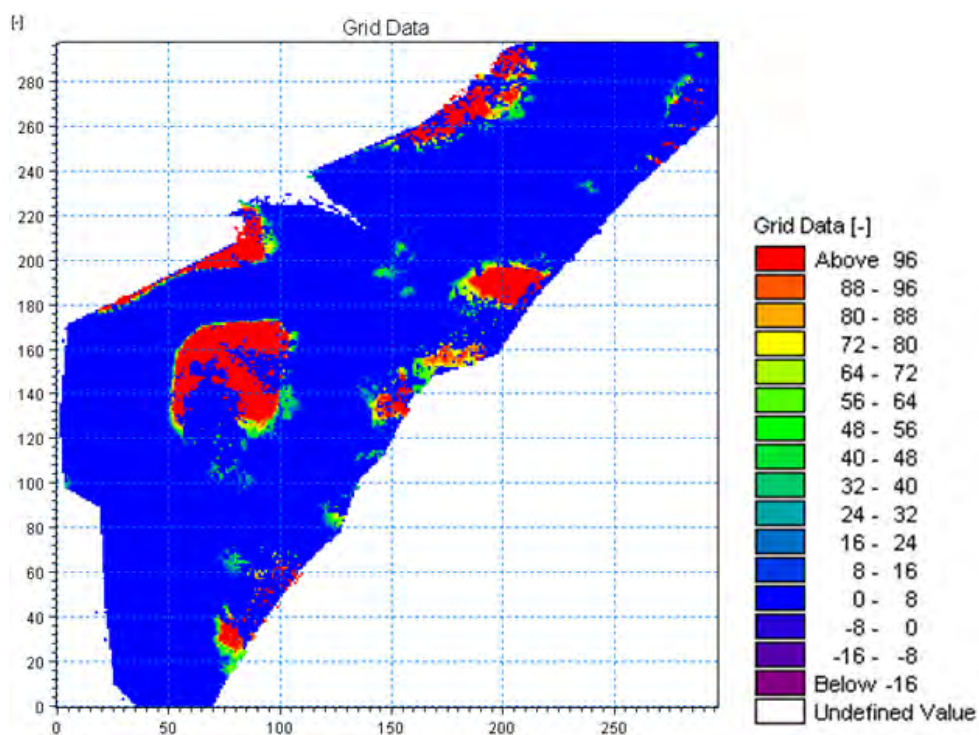 [-]
Grid Data
280
260
240
220
200
180
160
140
120
100
80
60
40
20
0
0 50 100 150 200 250
Grid Data [-]
Above 96
88 - 96
80 - 88
72 - 80
64 - 72
56 - 64
48 - 56
40 - 48
32 - 40
24 - 32
16 - 24
8 - 16
0 - 8
-8 - 0
-16 - -8
Below -16
Undefined Value